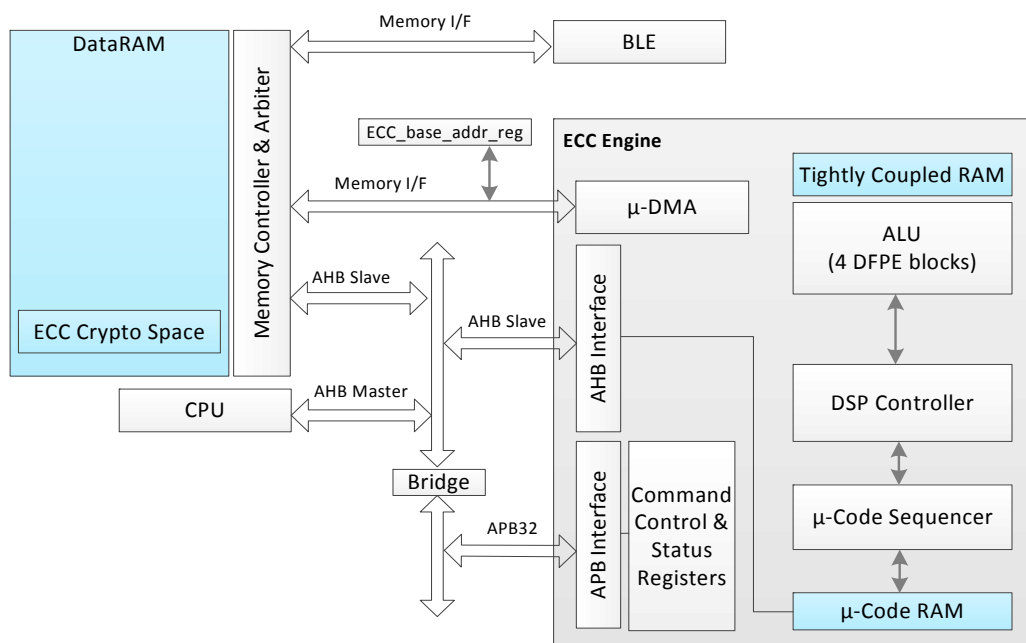 Memory I/F
DataRAM
BLE
Memory Controller & Arbiter
ECC_base_addr_reg
ECC Engine
Tightly Coupled RAM
Memory I/F
μ-DMA
ALU
(4 DFPE blocks)
AHB Slave
ECC Crypto Space
AHB Slave
AHB Interface
AHB Master
CPU
DSP Controller
Bridge
APB32
APB Interface
Command
Control &
Status
Registers
μ-Code Sequencer
μ-Code RAM